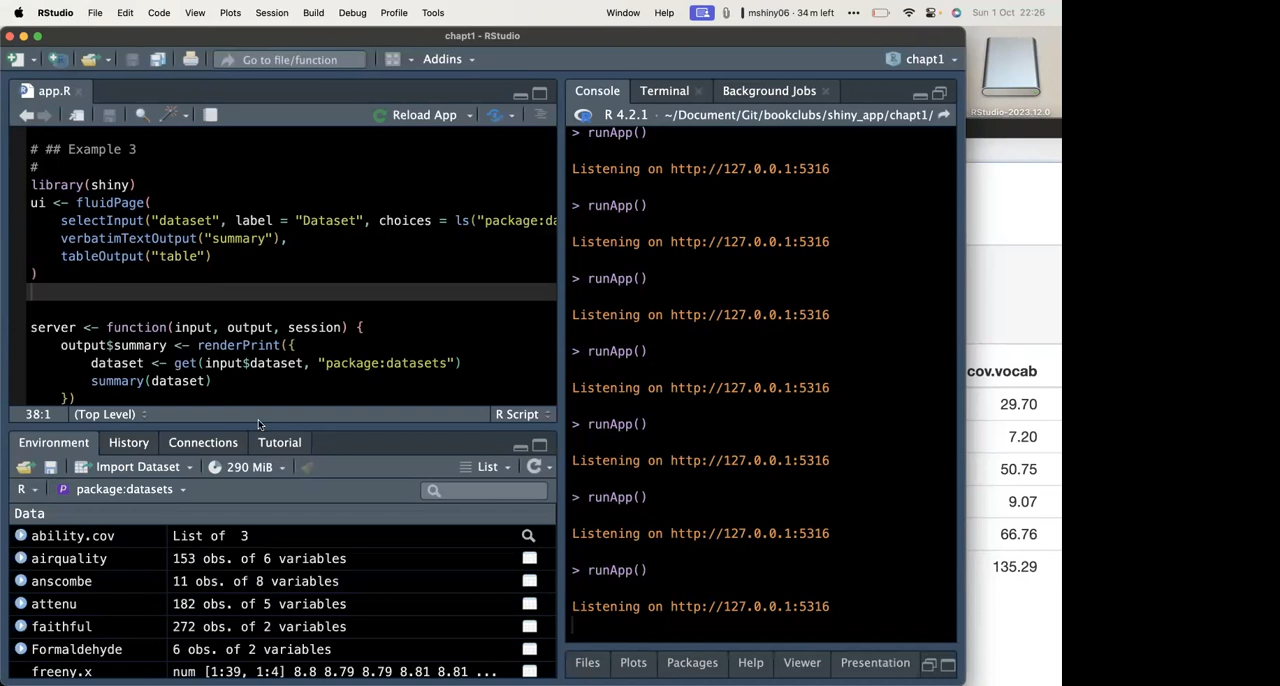 RStudio File Edit Code View Plots Session Build Debug Profile Tools Window Help mshiny06 · 34 m left ••• Sun 1 Oct 22:26
chapt1 - RStudio
Go to file/function Addins chapt1
RStudio-2023.12.0
app.R
Reload App
# ## Example 3
#
library(shiny)
ui <- fluidPage(
selectInput("dataset", label = "Dataset", choices = ls("package:da
verbatimTextOutput("summary"),
tableOutput("table")
)
server <- function(input, output, session) {
output$summary <- renderPrint({
dataset <- get(input$dataset, "package:datasets")
summary(dataset)
})
38:1 (Top Level) R Script
Environment History Connections Tutorial
Import Dataset 290 MiB List
R package:datasets
Data
ability.cov List of 3
airquality 153 obs. of 6 variables
anscombe 11 obs. of 8 variables
attenu 182 obs. of 5 variables
faithful 272 obs. of 2 variables
Formaldehyde 6 obs. of 2 variables
freeny.x num [1:39, 1:4] 8.8 8.79 8.79 8.81 8.81 ...
Console Terminal Background Jobs
R 4.2.1 · ~/Document/Git/bookclubs/shiny_app/chapt1/
> runApp()
Listening on http://127.0.0.1:5316
> runApp()
Listening on http://127.0.0.1:5316
> runApp()
Listening on http://127.0.0.1:5316
> runApp()
Listening on http://127.0.0.1:5316
> runApp()
Listening on http://127.0.0.1:5316
> runApp()
Listening on http://127.0.0.1:5316
> runApp()
Listening on http://127.0.0.1:5316
Files Plots Packages Help Viewer Presentation
cov.vocab
29.70
7.20
50.75
9.07
66.76
135.29